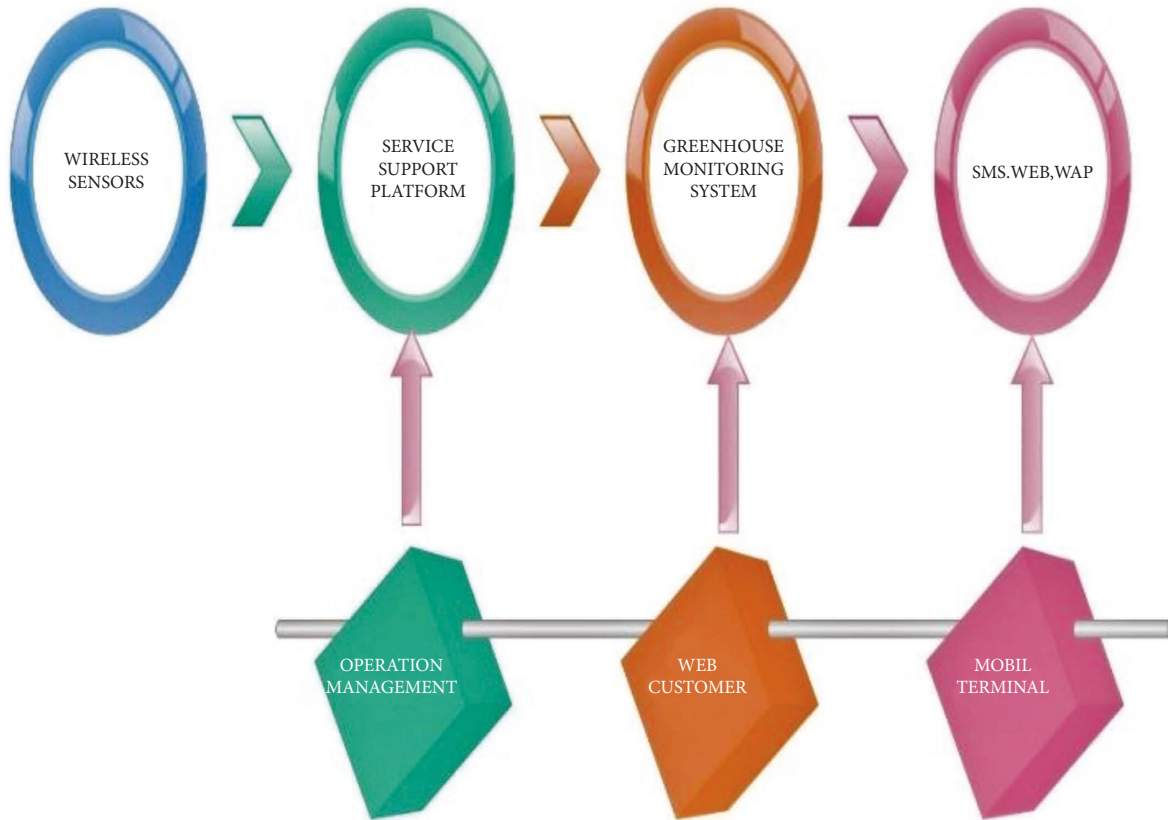 WIRELESS
SENSORS
SERVICE
SUPPORT
PLATFORM
GREENHOUSE
MONITORING
SYSTEM
SMS.WEB,WAP
OPERATION
MANAGEMENT
WEB
CUSTOMER
MOBIL
TERMINAL